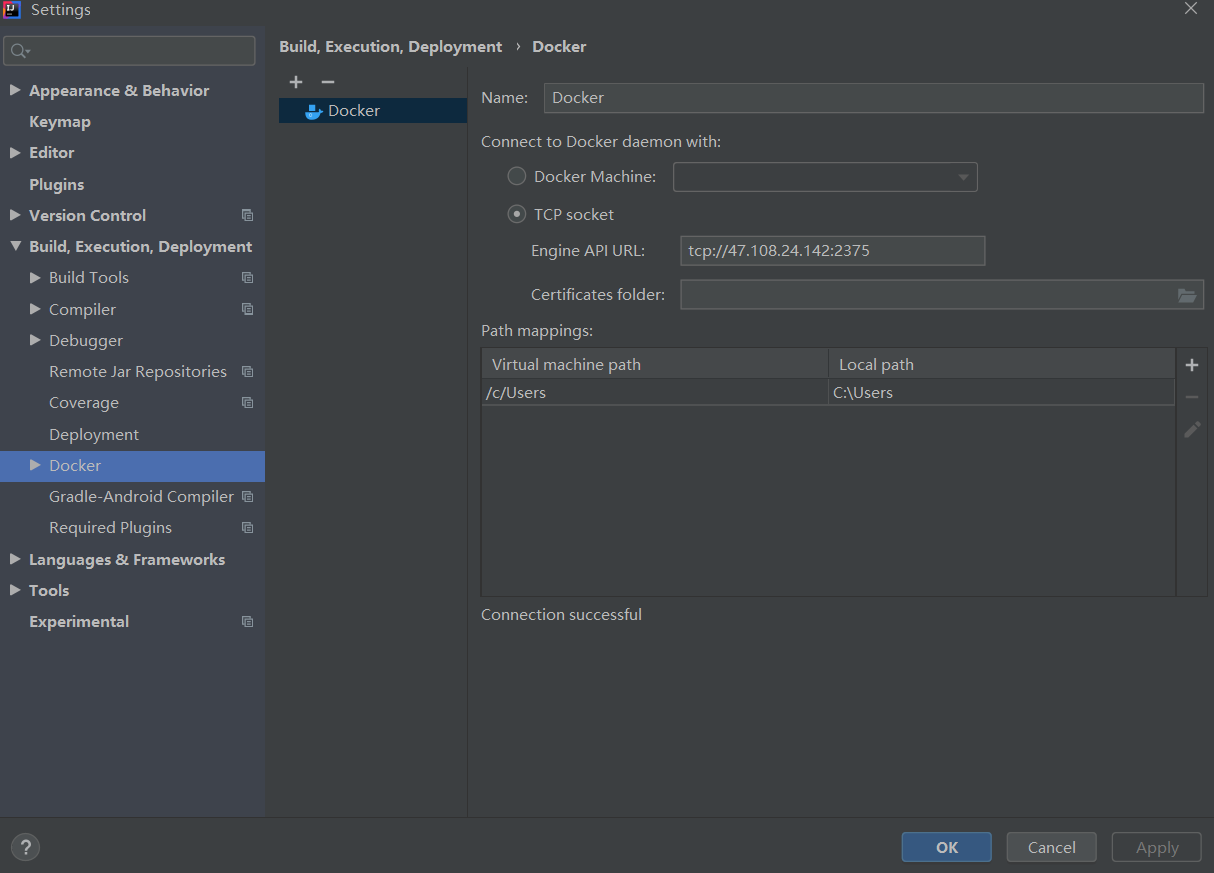 Settings
Appearance & Behavior
Keymap
Editor
Plugins
Version Control
Build, Execution, Deployment
Build Tools
Compiler
Debugger
Remote Jar Repositories
Coverage
Deployment
Docker
Gradle-Android Compiler
Required Plugins
Languages & Frameworks
Tools
Experimental
Build, Execution, Deployment › Docker
Docker
Name: Docker
Connect to Docker daemon with:
Docker Machine:
TCP socket
Engine API URL: tcp://47.108.24.142:2375
Certificates folder:
Path mappings:
Virtual machine path Local path
/c/Users C:\Users
Connection successful
? OK Cancel Apply